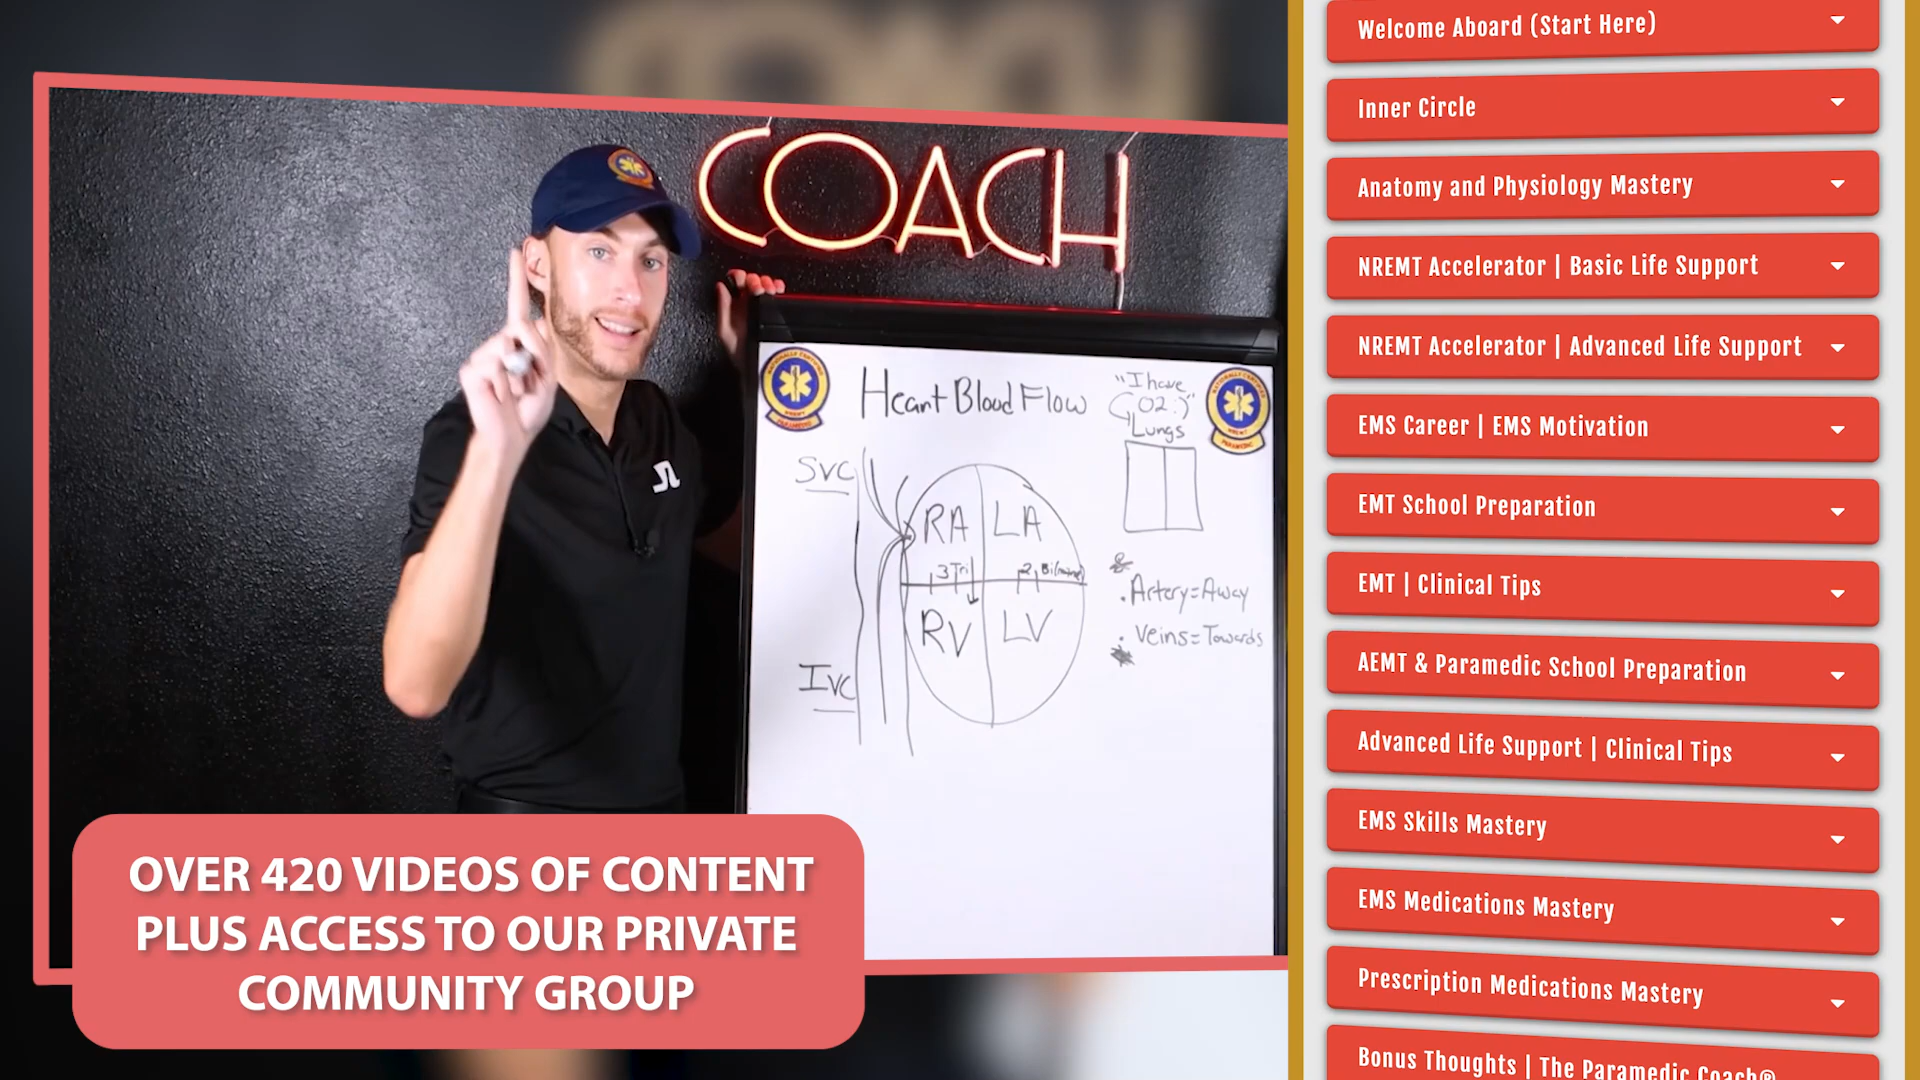 COACH
Heart Blood Flow
"I have
O2.)"
Lungs
SVC
RA
LA
3 Tri
2, Bi
RV
LV
IVC
Artery=Away
Veins=Towards
OVER 420 VIDEOS OF CONTENT
PLUS ACCESS TO OUR PRIVATE
COMMUNITY GROUP
Welcome Aboard (Start Here)
Inner Circle
Anatomy and Physiology Mastery
NREMT Accelerator | Basic Life Support
NREMT Accelerator | Advanced Life Support
EMS Career | EMS Motivation
EMT School Preparation
EMT | Clinical Tips
AEMT & Paramedic School Preparation
Advanced Life Support | Clinical Tips
EMS Skills Mastery
EMS Medications Mastery
Prescription Medications Mastery
Bonus Thoughts | The Paramedic Coach®